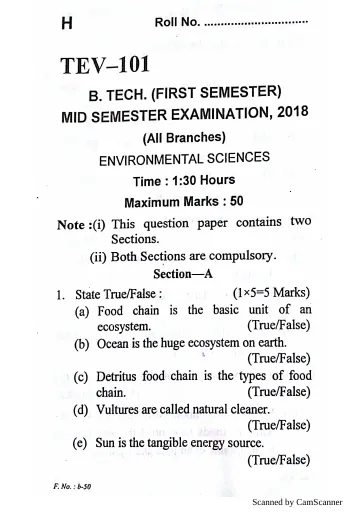 H Roll No. ................................
TEV–101
B. TECH. (FIRST SEMESTER)
MID SEMESTER EXAMINATION, 2018
(All Branches)
ENVIRONMENTAL SCIENCES
Time : 1:30 Hours
Maximum Marks : 50
Note :(i) This question paper contains two
Sections.
(ii) Both Sections are compulsory.
Section—A
1. State True/False : (1×5=5 Marks)
(a) Food chain is the basic unit of an
ecosystem. (True/False)
(b) Ocean is the huge ecosystem on earth.
(True/False)
(c) Detritus food chain is the types of food
chain. (True/False)
(d) Vultures are called natural cleaner.
(True/False)
(e) Sun is the tangible energy source.
(True/False)
F. No. : b-50
Scanned by CamScanner